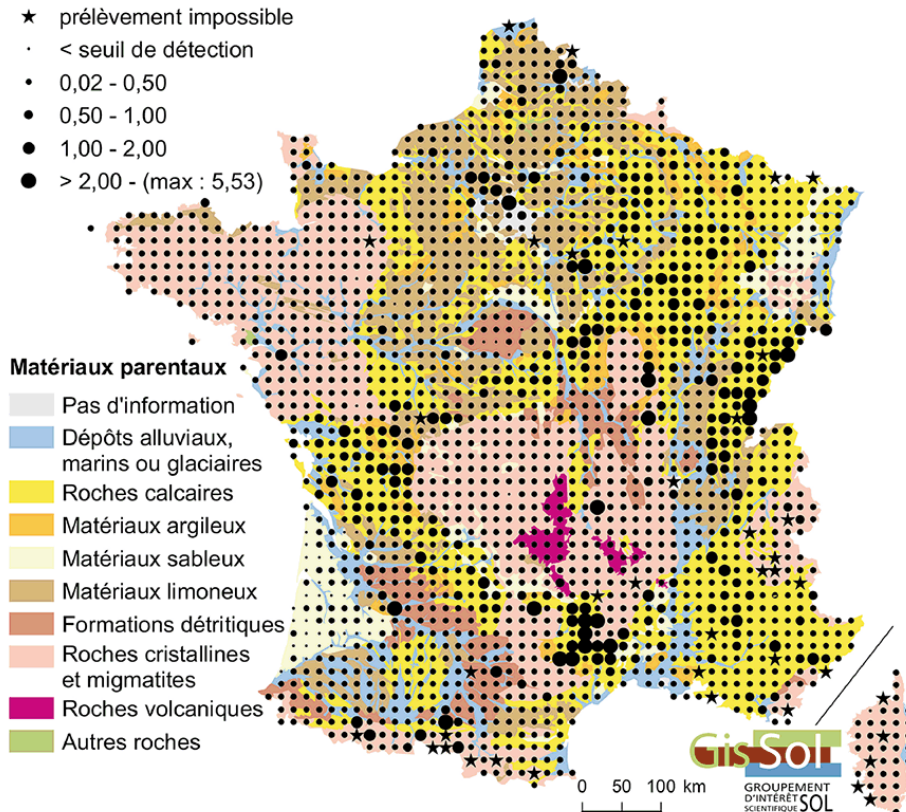 prélèvement impossible
< seuil de détection
0,02 - 0,50
0,50 - 1,00
1,00 - 2,00
> 2,00 - (max : 5,53)
Matériaux parentaux
Pas d'information
Dépôts alluviaux,
marins ou glaciaires
Roches calcaires
Matériaux argileux
Matériaux sableux
Matériaux limoneux
Formations détritiques
Roches cristallines
et migmatites
Roches volcaniques
Autres roches
0 50 100 km
GisSol
GROUPEMENT
D'INTÉRÊT
SCIENTIFIQUE SOL